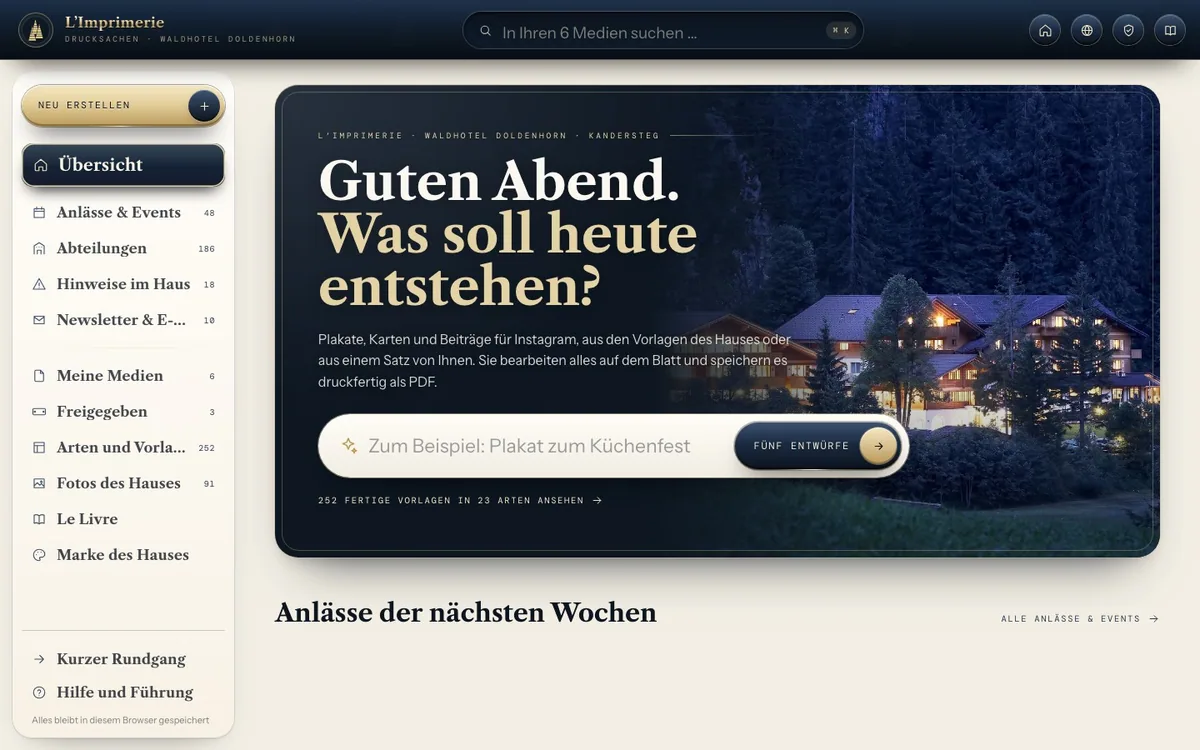 L'Imprimerie
DRUCKSACHEN · WALDHOTEL DOLDENHORN
In Ihren 6 Medien suchen ...
⌘ K
NEU ERSTELLEN
Übersicht
Anlässe & Events 48
Abteilungen 186
Hinweise im Haus 18
Newsletter & E-... 10
Meine Medien 6
Freigegeben 3
Arten und Vorla... 252
Fotos des Hauses 91
Le Livre
Marke des Hauses
Kurzer Rundgang
Hilfe und Führung
Alles bleibt in diesem Browser gespeichert
L'IMPRIMERIE · WALDHOTEL DOLDENHORN · KANDERSTEG
Guten Abend.
Was soll heute
entstehen?
Plakate, Karten und Beiträge für Instagram, aus den Vorlagen des Hauses oder
aus einem Satz von Ihnen. Sie bearbeiten alles auf dem Blatt und speichern es
druckfertig als PDF.
Zum Beispiel: Plakat zum Küchenfest
FÜNF ENTWÜRFE →
252 FERTIGE VORLAGEN IN 23 ARTEN ANSEHEN →
Anlässe der nächsten Wochen
ALLE ANLÄSSE & EVENTS →